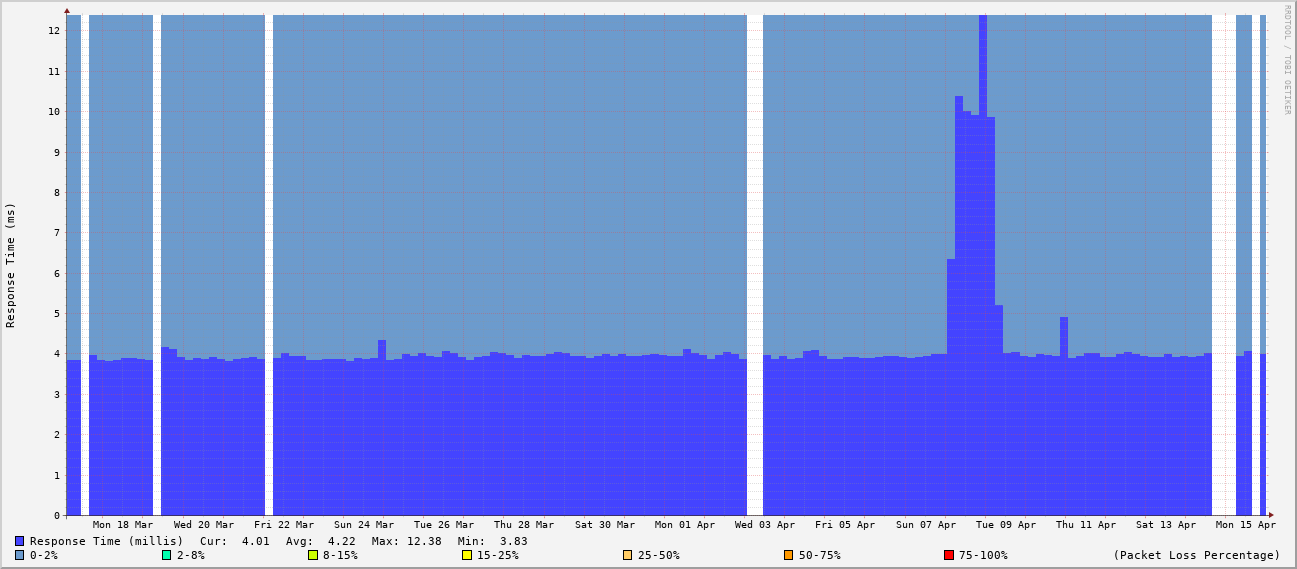 RRDTOOL / TOBI OETIKER
Response Time (ms)
12
11
10
9
8
7
6
5
4
3
2
1
0
Mon 18 Mar Wed 20 Mar Fri 22 Mar Sun 24 Mar Tue 26 Mar Thu 28 Mar Sat 30 Mar Mon 01 Apr Wed 03 Apr Fri 05 Apr Sun 07 Apr Tue 09 Apr Thu 11 Apr Sat 13 Apr Mon 15 Apr
Response Time (millis) Cur: 4.01 Avg: 4.22 Max: 12.38 Min: 3.83
0-2% 2-8% 8-15% 15-25% 25-50% 50-75% 75-100% (Packet Loss Percentage)